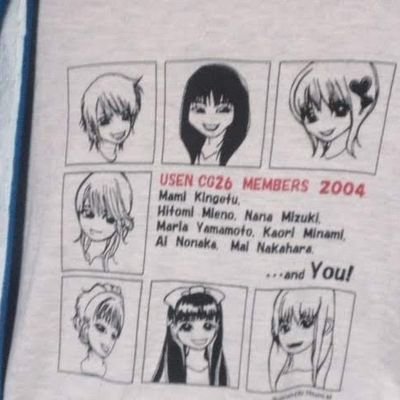 USEN CG26 MEMBERS 2004
Mami Kingetu,
Hitomi Mieno, Nana Mizuki,
Maria Yamamoto, Kaori Minami,
Ai Nonaka, Mai Nakahara,
...and You!